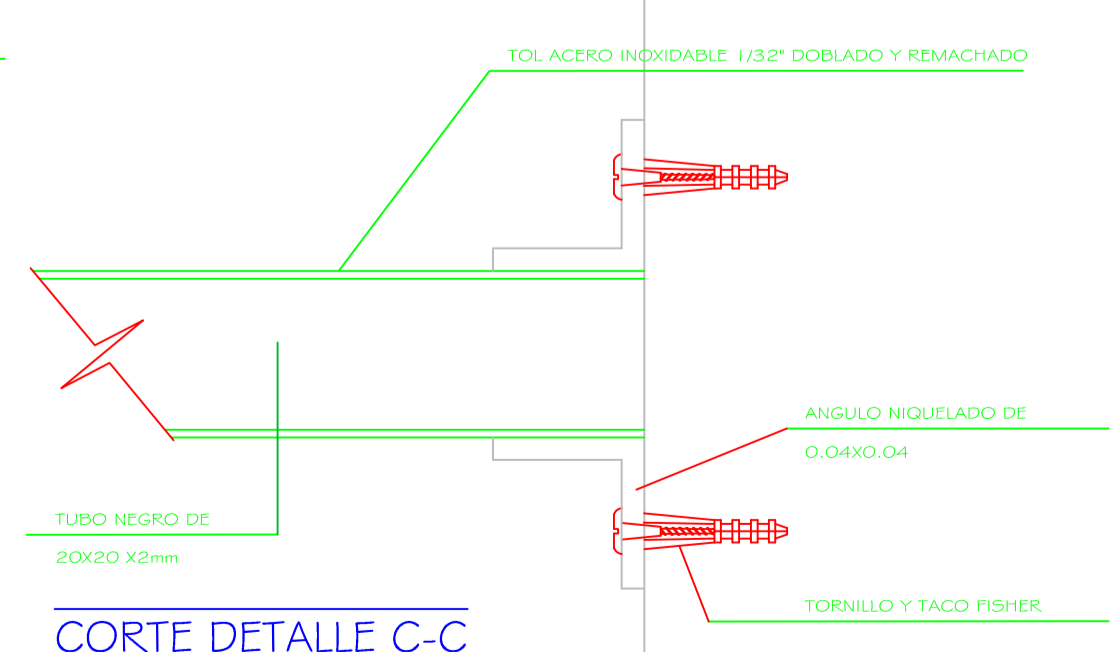 TOL ACERO INOXIDABLE 1/32" DOBLADO Y REMACHADO
ANGULO NIQUELADO DE
0.04X0.04
TUBO NEGRO DE
20X20 X2mm
TORNILLO Y TACO FISHER
CORTE DETALLE C-C